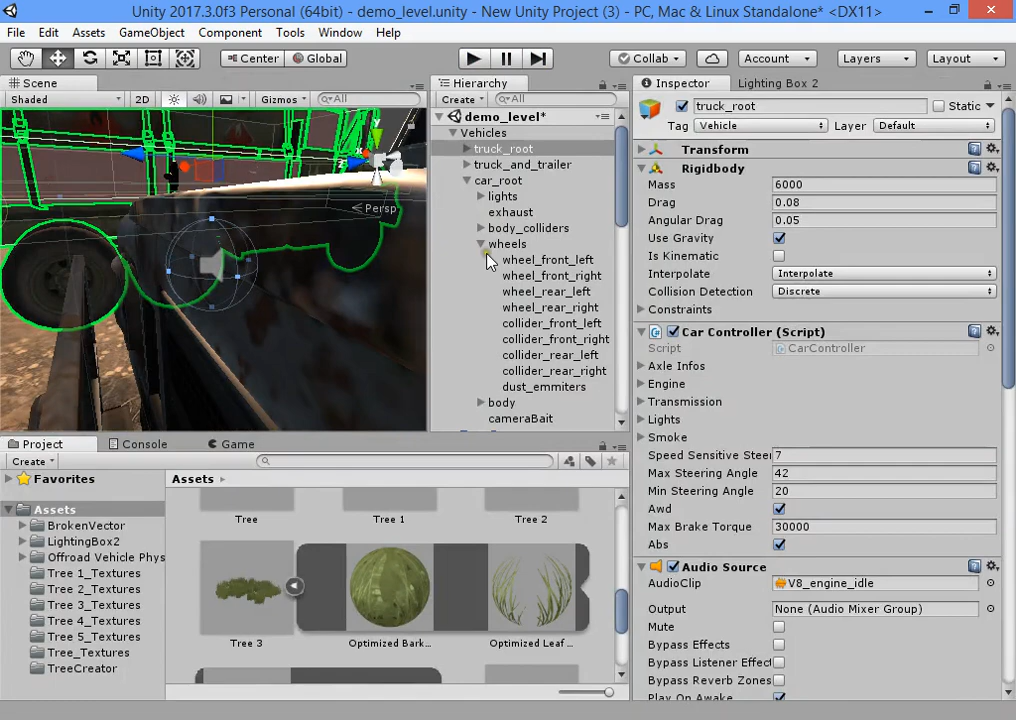 Unity 2017.3.0f3 Personal (64bit) - demo_level.unity - New Unity Project (3) - PC, Mac & Linux Standalone* <DX11>
File Edit Assets GameObject Component Tools Window Help
Center Global Collab Account Layers Layout
Scene
Shaded 2D Gizmos All
y
x
z
Persp
Hierarchy
Create All
demo_level*
Vehicles
truck_root
truck_and_trailer
car_root
lights
exhaust
body_colliders
wheels
wheel_front_left
wheel_front_right
wheel_rear_left
wheel_rear_right
collider_front_left
collider_front_right
collider_rear_left
collider_rear_right
dust_emmiters
body
cameraBait
Project Console Game
Create
Favorites
Assets
BrokenVector
LightingBox2
Offroad Vehicle Phys
Tree 1_Textures
Tree 2_Textures
Tree 3_Textures
Tree 4_Textures
Tree 5_Textures
Tree_Textures
TreeCreator
Assets
Tree Tree 1 Tree 2
Tree 3 Optimized Bark... Optimized Leaf ...
Inspector Lighting Box 2
truck_root Static
Tag Vehicle Layer Default
Transform
Rigidbody
Mass 6000
Drag 0.08
Angular Drag 0.05
Use Gravity
Is Kinematic
Interpolate Interpolate
Collision Detection Discrete
Constraints
Car Controller (Script)
Script CarController
Axle Infos
Engine
Transmission
Lights
Smoke
Speed Sensitive Steer 7
Max Steering Angle 42
Min Steering Angle 20
Awd
Max Brake Torque 30000
Abs
Audio Source
AudioClip V8_engine_idle
Output None (Audio Mixer Group)
Mute
Bypass Effects
Bypass Listener Effect
Bypass Reverb Zones
Play On Awake